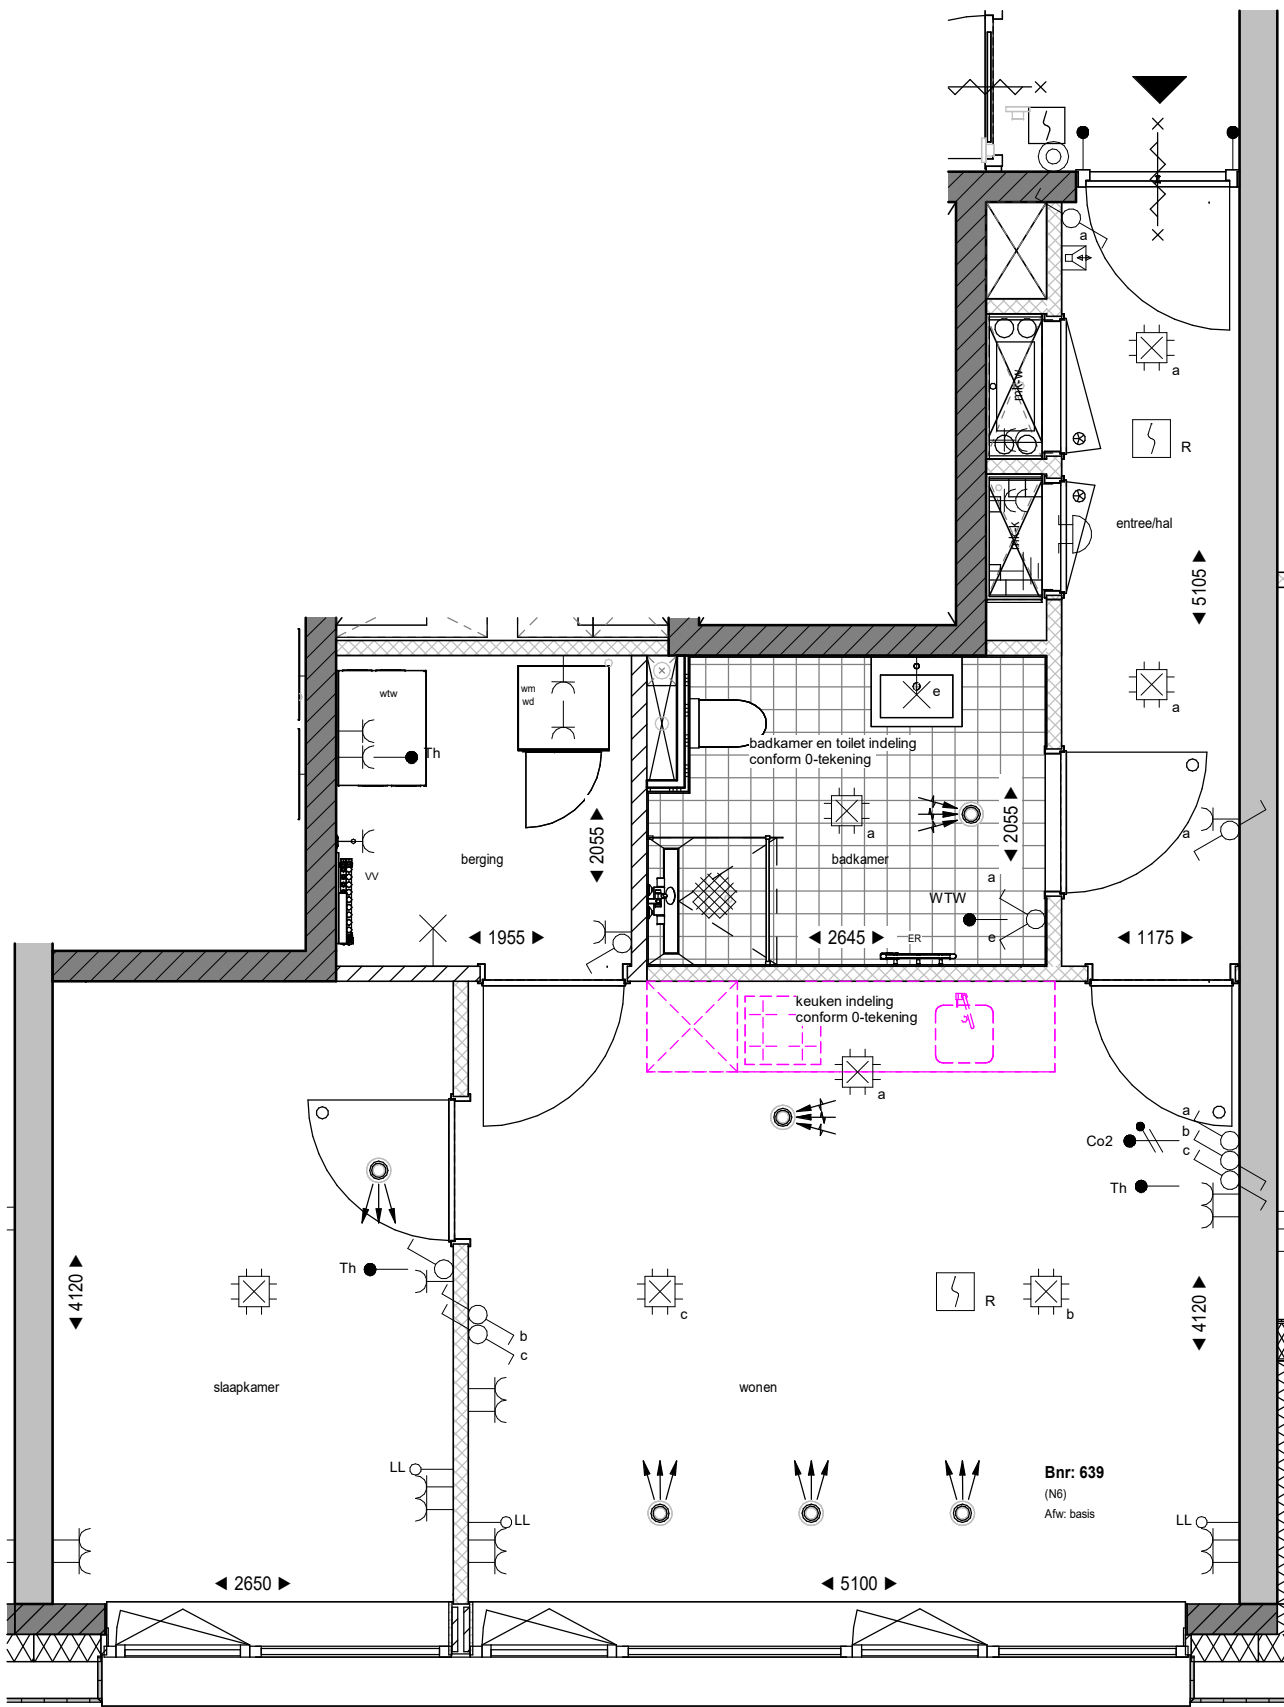 a
a
mk-w
R
mk-k
entree/hal
5105
a
wtw
wm
wd
e
Th
badkamer en toilet indeling
conform 0-tekening
2055
2055
a
a
berging
badkamer
VV
a
WTW
1955
2645
ER
e
1175
keuken indeling
conform 0-tekening
a
a
b
Co2
c
Th
Th
4120
4120
c
R
b
b
c
slaapkamer
wonen
LL
Bnr: 639
(N6)
Afw: basis
LL
LL
2650
5100